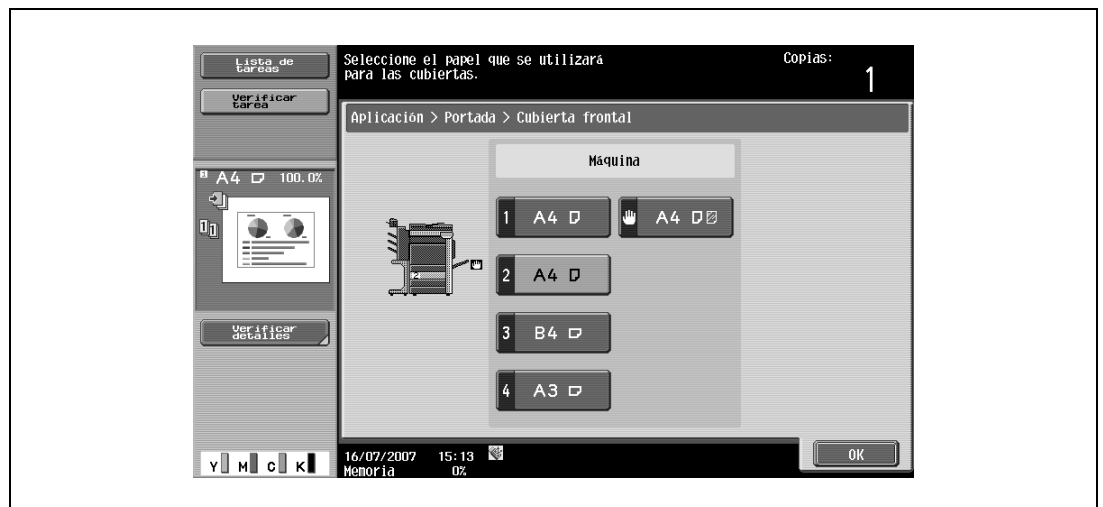 Lista de
tareas
Verificar
tarea
Seleccione el papel que se utilizará
para las cubiertas.
Copias:
1
Aplicación > Portada > Cubierta frontal
Máquina
A4 100.0%
1 A4
A4
2 A4
3 B4
4 A3
2
Verificar
detalles
Y M C K
16/07/2007 15:13
Memoria 0%
OK